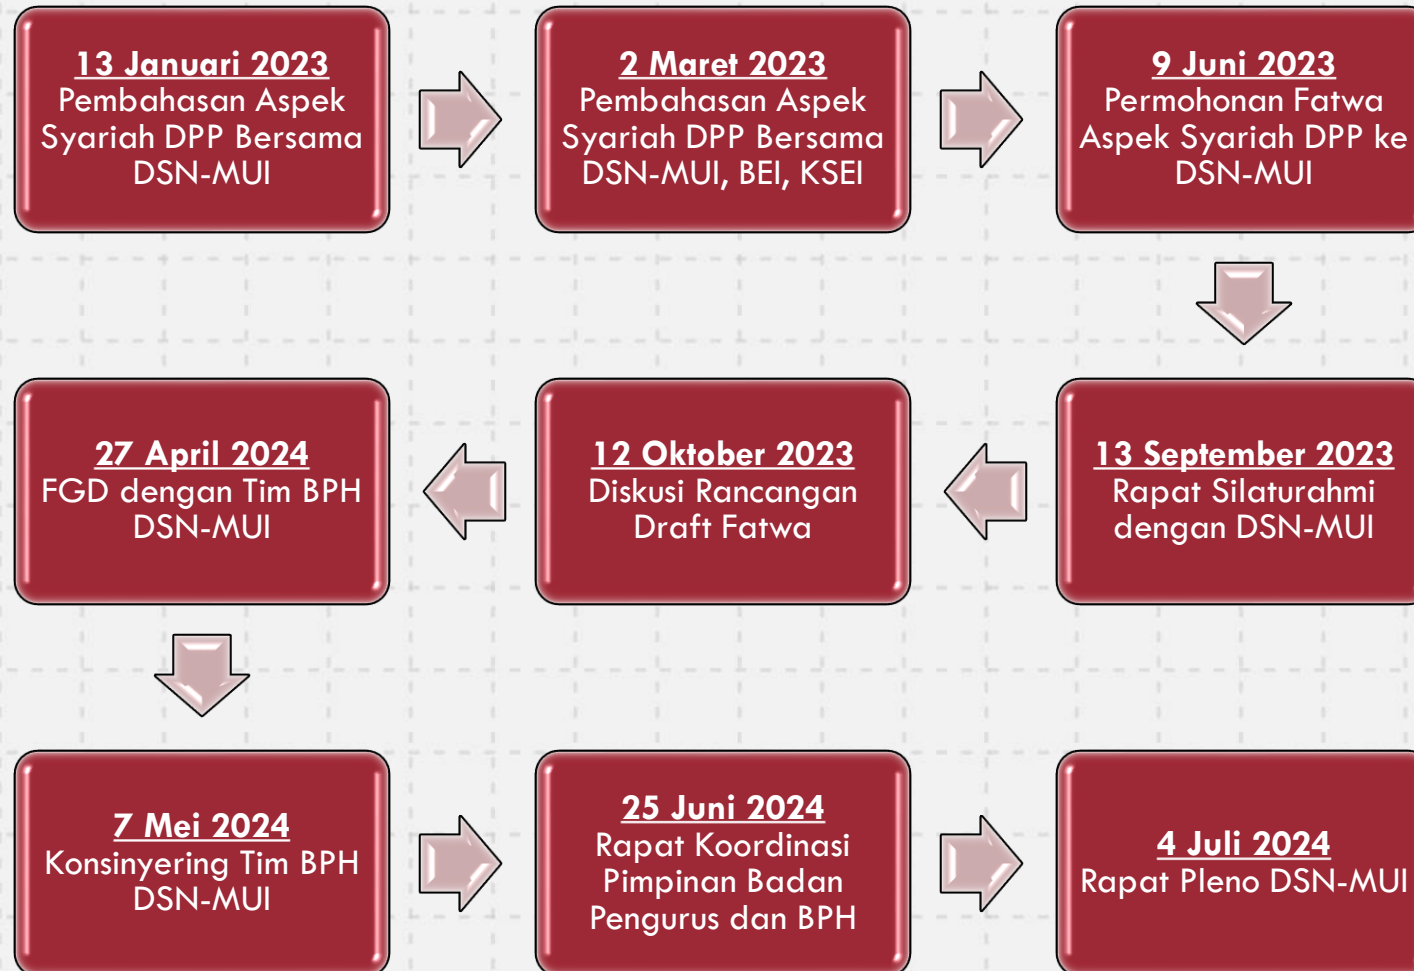 13 Januari 2023
Pembahasan Aspek
Syariah DPP Bersama
DSN-MUI
2 Maret 2023
Pembahasan Aspek
Syariah DPP Bersama
DSN-MUI, BEI, KSEI
9 Juni 2023
Permohonan Fatwa
Aspek Syariah DPP ke
DSN-MUI
13 September 2023
Rapat Silaturahmi
dengan DSN-MUI
12 Oktober 2023
Diskusi Rancangan
Draft Fatwa
27 April 2024
FGD dengan Tim BPH
DSN-MUI
7 Mei 2024
Konsinyering Tim BPH
DSN-MUI
25 Juni 2024
Rapat Koordinasi
Pimpinan Badan
Pengurus dan BPH
4 Juli 2024
Rapat Pleno DSN-MUI